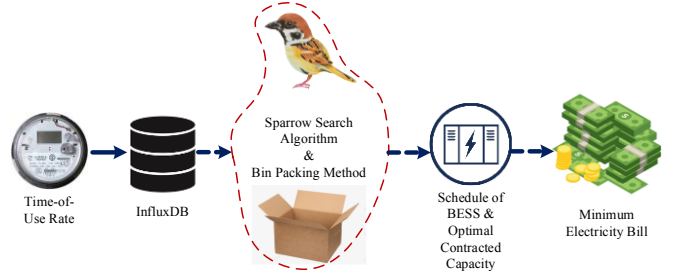 Time-of-
Use Rate
InfluxDB
Sparrow Search
Algorithm
&
Bin Packing Method
Schedule of
BESS &
Optimal
Contracted
Capacity
Minimum
Electricity Bill